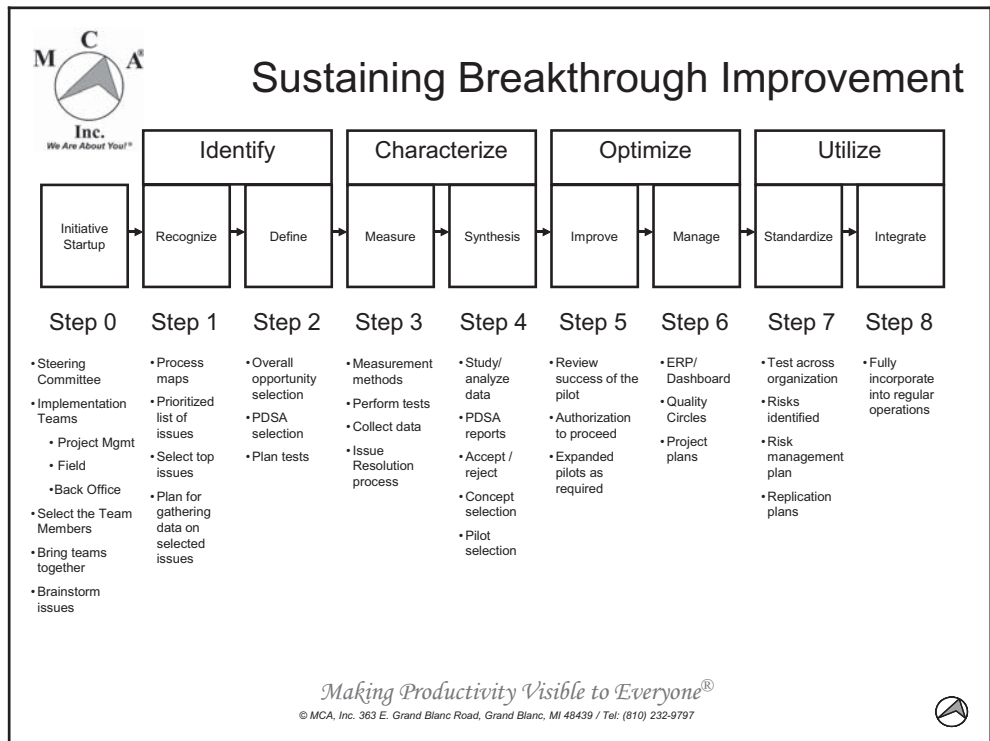 M C A®
Inc.
We Are About You!®
Sustaining Breakthrough Improvement
Identify
Characterize
Optimize
Utilize
Initiative
Startup
Recognize
Define
Measure
Synthesis
Improve
Manage
Standardize
Integrate
Step 0
Step 1
Step 2
Step 3
Step 4
Step 5
Step 6
Step 7
Step 8
• Steering
Committee
• Implementation
Teams
• Project Mgmt
• Field
•Back Office
• Select the Team
Members
• Bring teams
together
• Brainstorm
issues
• Process
maps
• Prioritized
list of
issues
• Select top
issues
• Plan for
gathering
data on
selected
issues
• Overall
opportunity
selection
• PDSA
selection
• Plan tests
• Measurement
methods
• Perform tests
• Collect data
• Issue
Resolution
process
• Study/
analyze
data
• PDSA
reports
• Accept /
reject
• Concept
selection
• Pilot
selection
• Review
success of the
pilot
• Authorization
to proceed
• Expanded
pilots as
required
• ERP/
Dashboard
• Quality
Circles
• Project
plans
• Test across
organization
• Risks
identified
• Risk
management
plan
• Replication
plans
• Fully
incorporate
into regular
operations
Making Productivity Visible to Everyone®
© MCA, Inc. 363 E. Grand Blanc Road, Grand Blanc, MI 48439 / Tel: (810) 232-9797